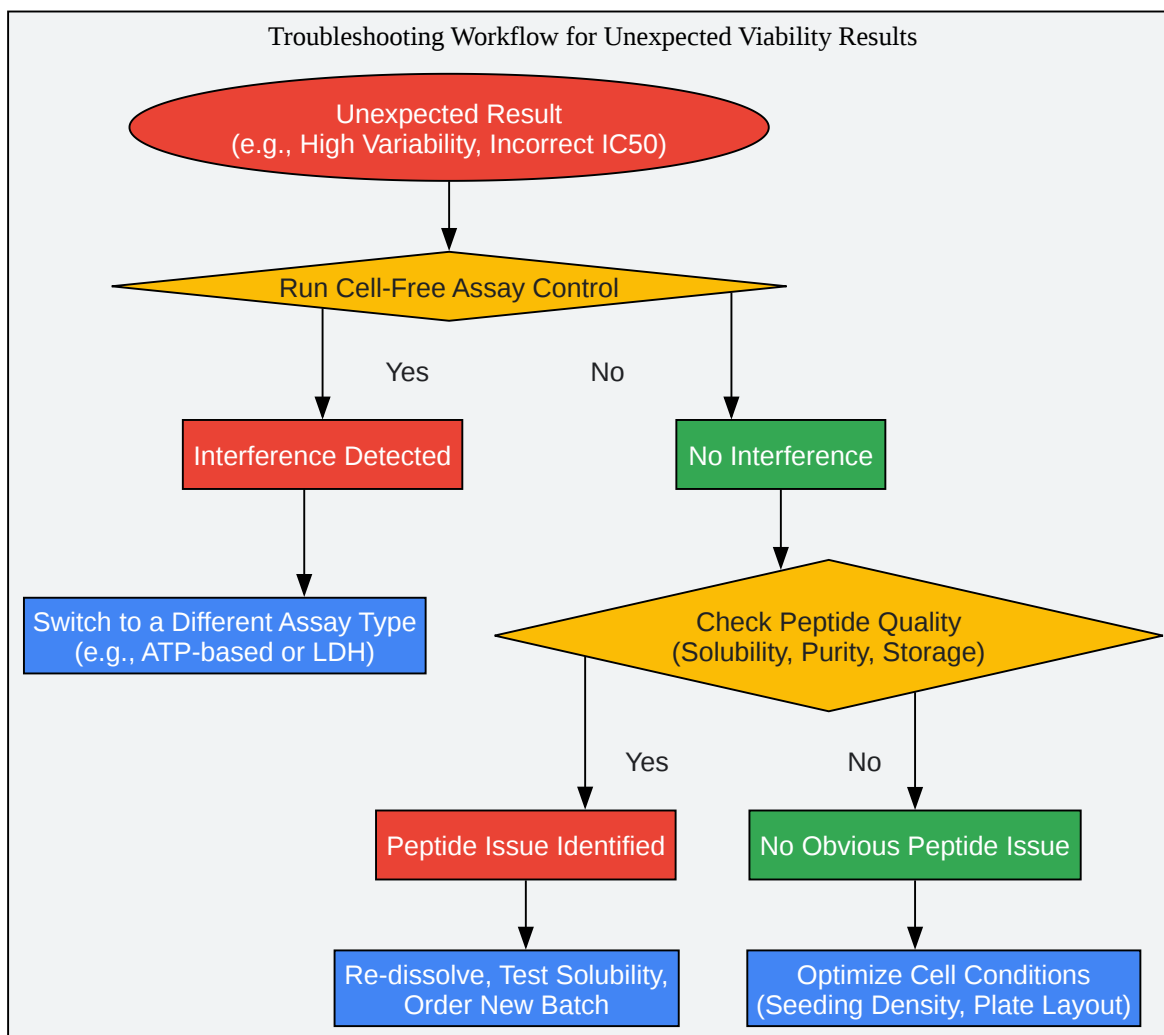 Troubleshooting Workflow for Unexpected Viability Results
Unexpected Result
(e.g., High Variability, Incorrect IC50)
Run Cell-Free Assay Control
Yes
No
Interference Detected
No Interference
Switch to a Different Assay Type
(e.g., ATP-based or LDH)
Check Peptide Quality
(Solubility, Purity, Storage)
Yes
No
Peptide Issue Identified
No Obvious Peptide Issue
Re-dissolve, Test Solubility,
Order New Batch
Optimize Cell Conditions
(Seeding Density, Plate Layout)